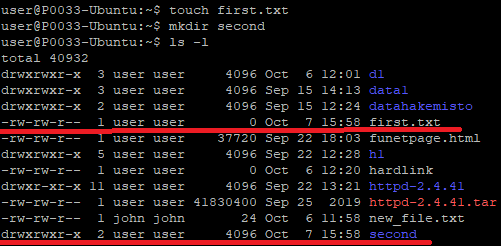 user@P0033-Ubuntu:~$ touch first.txt
user@P0033-Ubuntu:~$ mkdir second
user@P0033-Ubuntu:~$ ls -l
total 40932
drwxrwxr-x  3 user user     4096 Oct  6 12:01 dl
drwxrwxr-x  3 user user     4096 Sep 15 14:13 data1
drwxrwxr-x  2 user user     4096 Sep 15 12:24 datahakemisto
-rw-rw-r--  1 user user        0 Oct  7 15:58 first.txt
-rw-rw-r--  1 user user    37720 Sep 22 18:03 funetpage.html
drwxrwxr-x  5 user user     4096 Sep 22 12:28 hl
-rw-rw-r--  1 user user        0 Oct  6 12:20 hardlink
drwxr-xr-x 11 user user     4096 Sep 22 13:21 httpd-2.4.41
-rw-rw-r--  1 user user 41830400 Sep 25  2019 httpd-2.4.41.tar
-rw-rw-r--  1 john john       24 Oct  6 11:58 new_file.txt
drwxrwxr-x  2 user user     4096 Oct  7 15:58 second